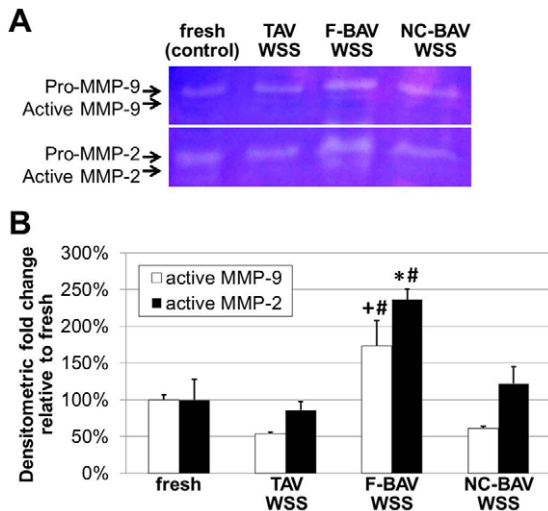 A
fresh TAV F-BAV NC-BAV
(control) WSS WSS WSS
Pro-MMP-9
Active MMP-9
Pro-MMP-2
Active MMP-2
B
Densitometric fold change
relative to fresh
300%
250%
200%
150%
100%
50%
0%
active MMP-9
active MMP-2
+#
*#
fresh TAV F-BAV NC-BAV
WSS WSS WSS